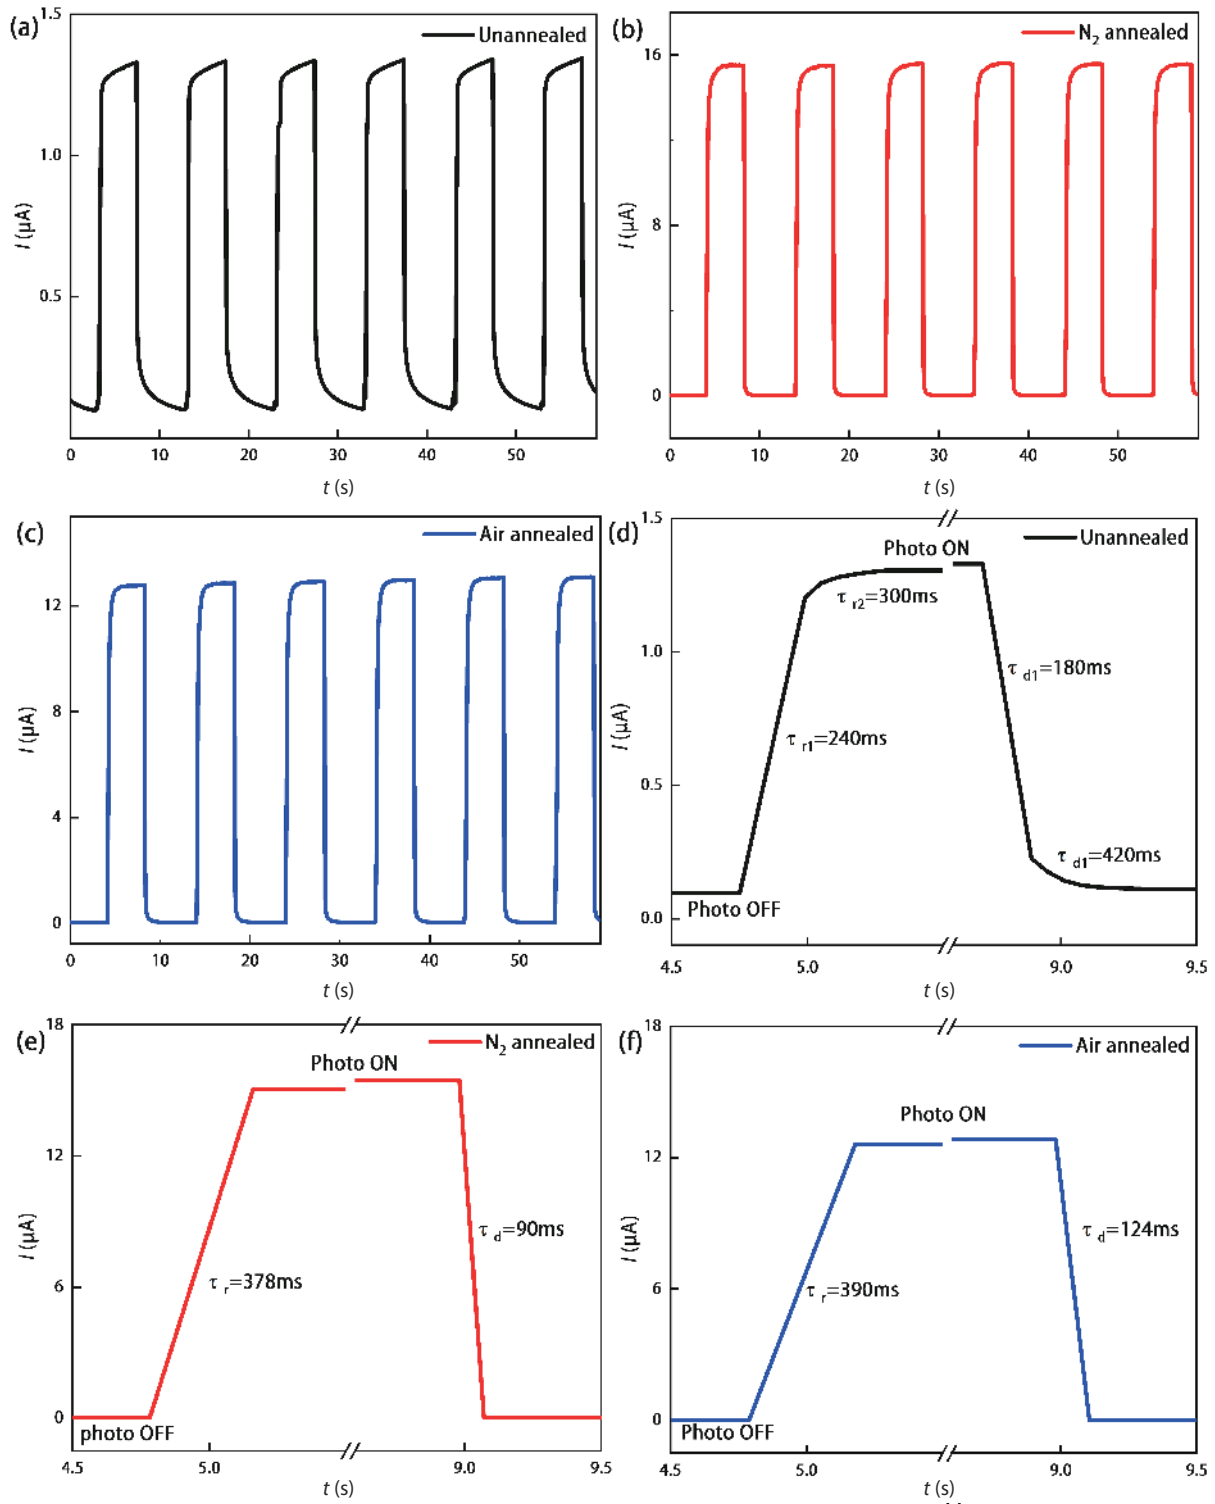 (a)
Unannealed
1.5
1.0
0.5
I (μA)
0 10 20 30 40 50
t (s)
(b)
N2 annealed
16
8
0
I (μA)
0 10 20 30 40 50
t (s)
(c)
Air annealed
12
8
4
0
I (μA)
0 10 20 30 40 50
t (s)
(d)
Unannealed
1.5
1.0
0.5
0.0
I (μA)
Photo ON
τ r2=300ms
τ d1=180ms
τ r1=240ms
τ d1=420ms
Photo OFF
4.5 5.0 9.0 9.5
t (s)
(e)
N2 annealed
18
12
6
0
I (μA)
Photo ON
τ d=90ms
τ r=378ms
photo OFF
4.5 5.0 9.0 9.5
t (s)
(f)
Air annealed
18
12
6
0
I (μA)
Photo ON
τ d=124ms
τ r=390ms
Photo OFF
4.5 5.0 9.0 9.5
t (s)